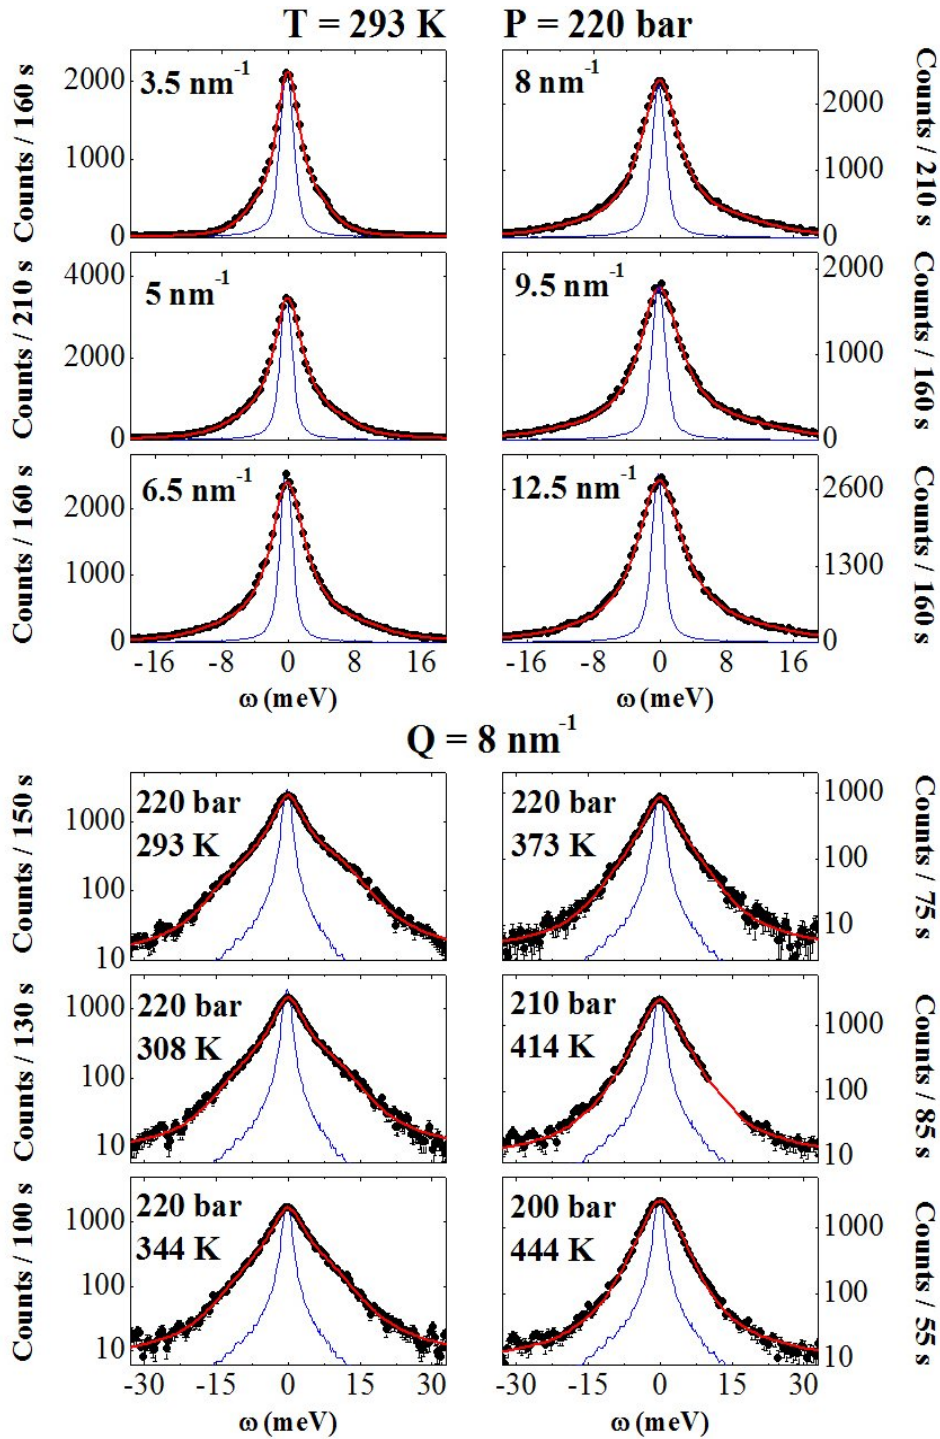 T = 293 K P = 220 bar
Counts / 160 s
2000
1000
0
3.5 nm⁻¹
8 nm⁻¹
2000
1000
0
Counts / 210 s
Counts / 210 s
4000
2000
0
5 nm⁻¹
9.5 nm⁻¹
2000
1000
0
Counts / 160 s
Counts / 160 s
2000
1000
0
6.5 nm⁻¹
12.5 nm⁻¹
2600
1300
0
Counts / 160 s
-16 -8 0 8 16
-16 -8 0 8 16
ω (meV)
ω (meV)
Q = 8 nm⁻¹
Counts / 150 s
1000
100
10
220 bar
293 K
220 bar
373 K
1000
100
10
Counts / 75 s
Counts / 130 s
1000
100
10
220 bar
308 K
210 bar
414 K
1000
100
10
Counts / 85 s
Counts / 100 s
1000
100
10
220 bar
344 K
200 bar
444 K
1000
100
10
Counts / 55 s
-30 -15 0 15 30
-30 -15 0 15 30
ω (meV)
ω (meV)